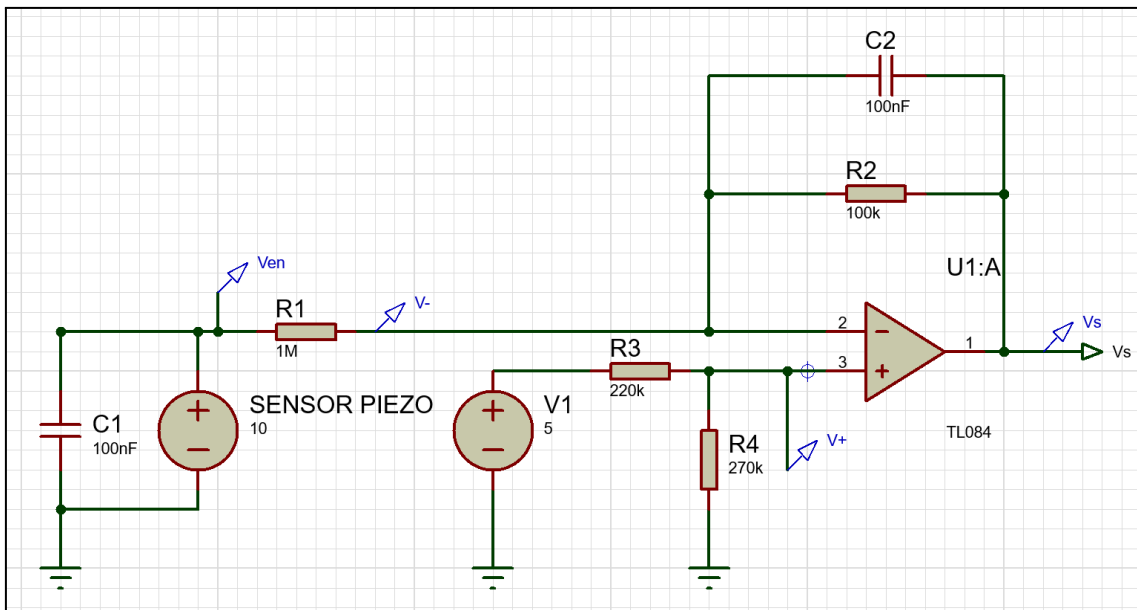 C2
100nF
R2
100k
U1:A
Ven
R1
1M
V-
2
3
1
Vs
Vs
R3
220k
C1
100nF
SENSOR PIEZO
10
V1
5
R4
270k
V+
TL084